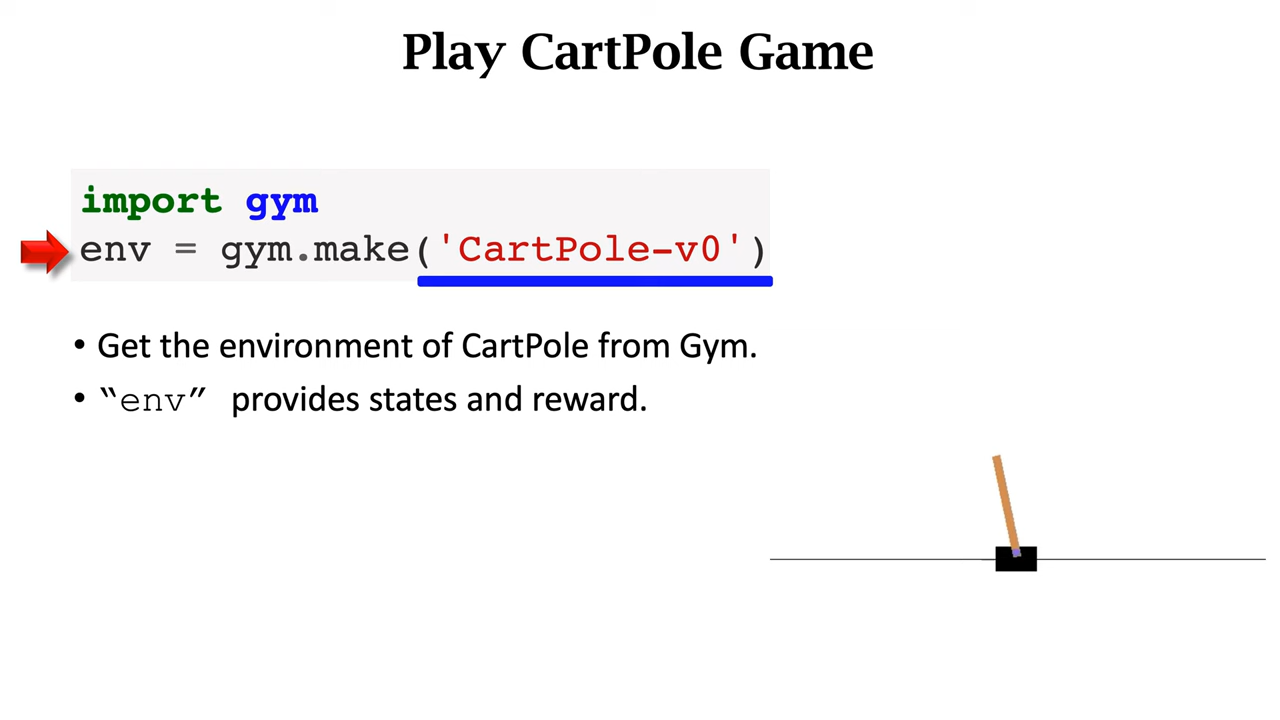 Play CartPole Game
import gym
env = gym.make('CartPole-v0')
• Get the environment of CartPole from Gym.
• “env” provides states and reward.